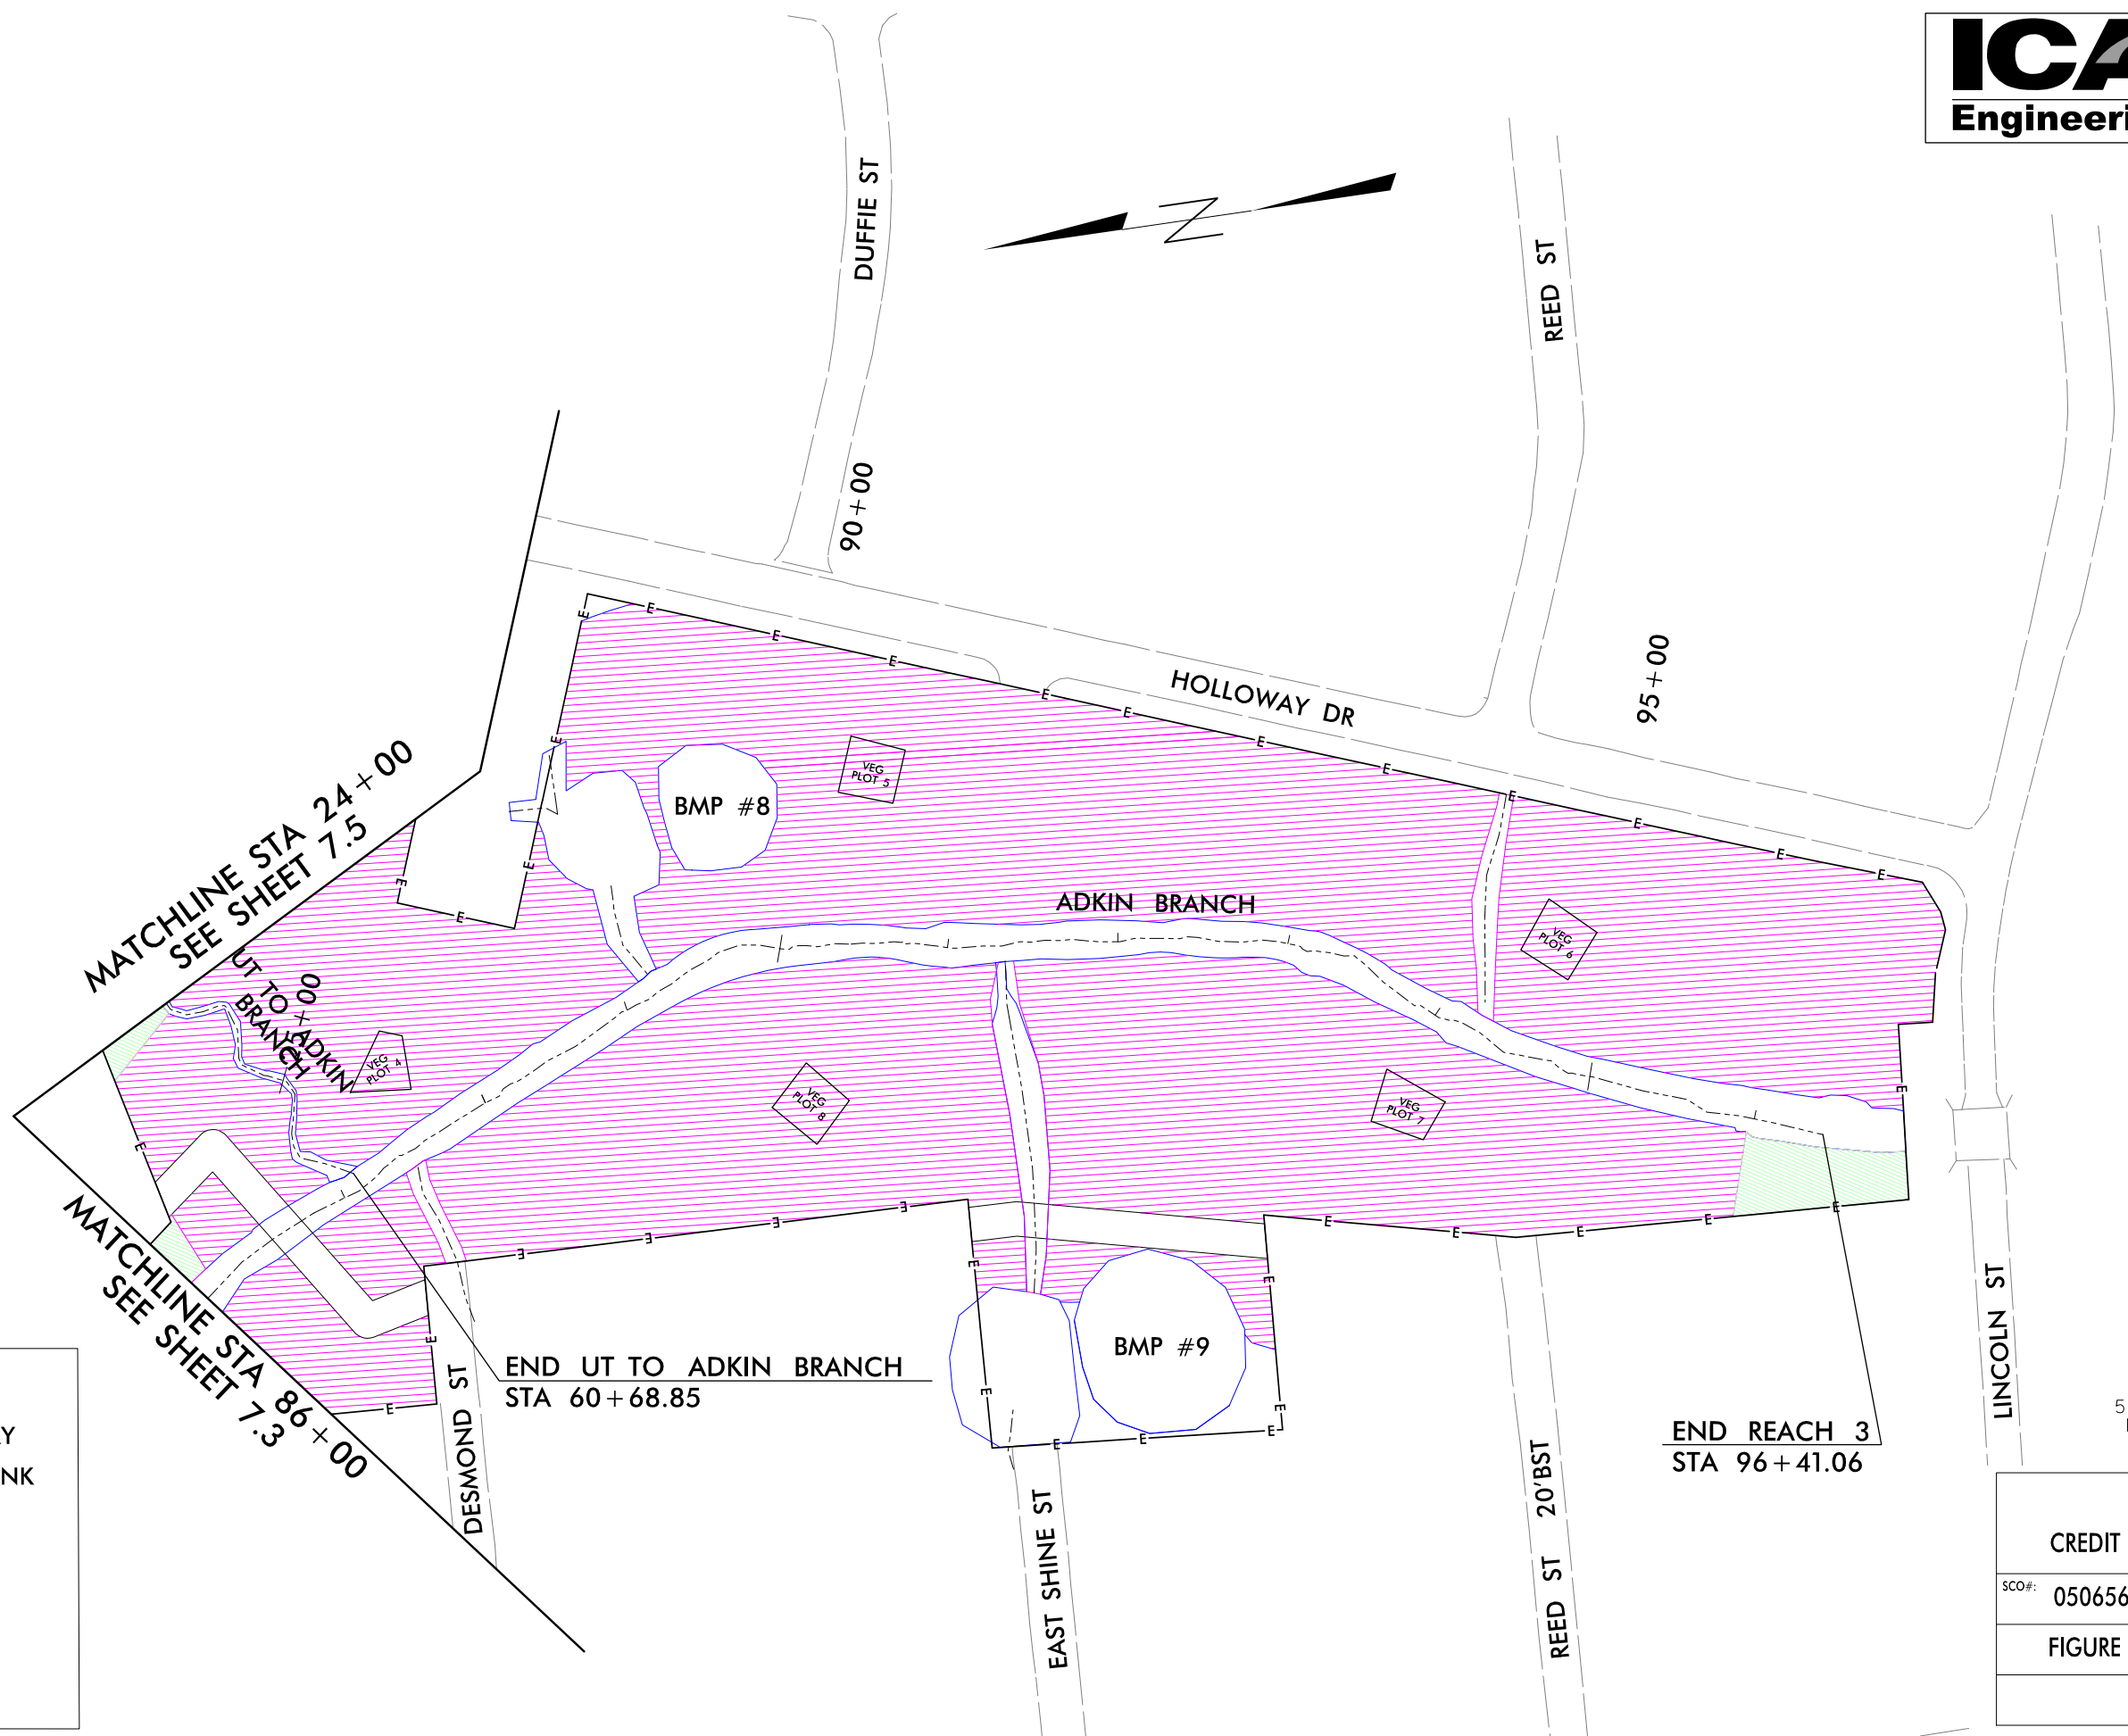 ICA
Engineeri
DUFFIE ST
N
REED ST
90+00
95+00
HOLLOWAY DR
MATCHLINE STA 24+00
SEE SHEET 7.5
VEG
PLOT 5
BMP #8
ADKIN BRANCH
VEG
PLOT 6
UT TO ADKIN
BRANCH
VEG
PLOT 4
VEG
PLOT 8
VEG
PLOT 7
MATCHLINE STA 86+00
SEE SHEET 7.3
END UT TO ADKIN BRANCH
STA 60+68.85
BMP #9
DESMOND ST
EAST SHINE ST
20'BST
REED ST
LINCOLN ST
END REACH 3
STA 96+41.06
Y
NK
5
CREDIT
SCO#: 050656
FIGURE
E E E E E E E E E E E E E E E E E E E E E E E E E E E E E E E E E E E E